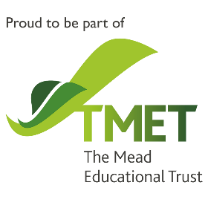 Proud to be part of
TMET
The Mead
Educational Trust